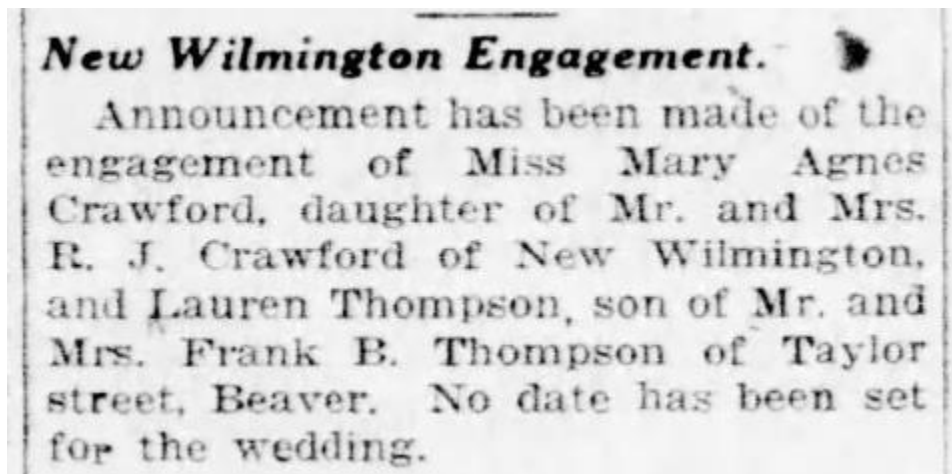 New Wilmington Engagement.
Announcement has been made of the
engagement of Miss Mary Agnes
Crawford, daughter of Mr. and Mrs.
R. J. Crawford of New Wilmington,
and Lauren Thompson, son of Mr. and
Mrs. Frank B. Thompson of Taylor
street, Beaver. No date has been set
for the wedding.